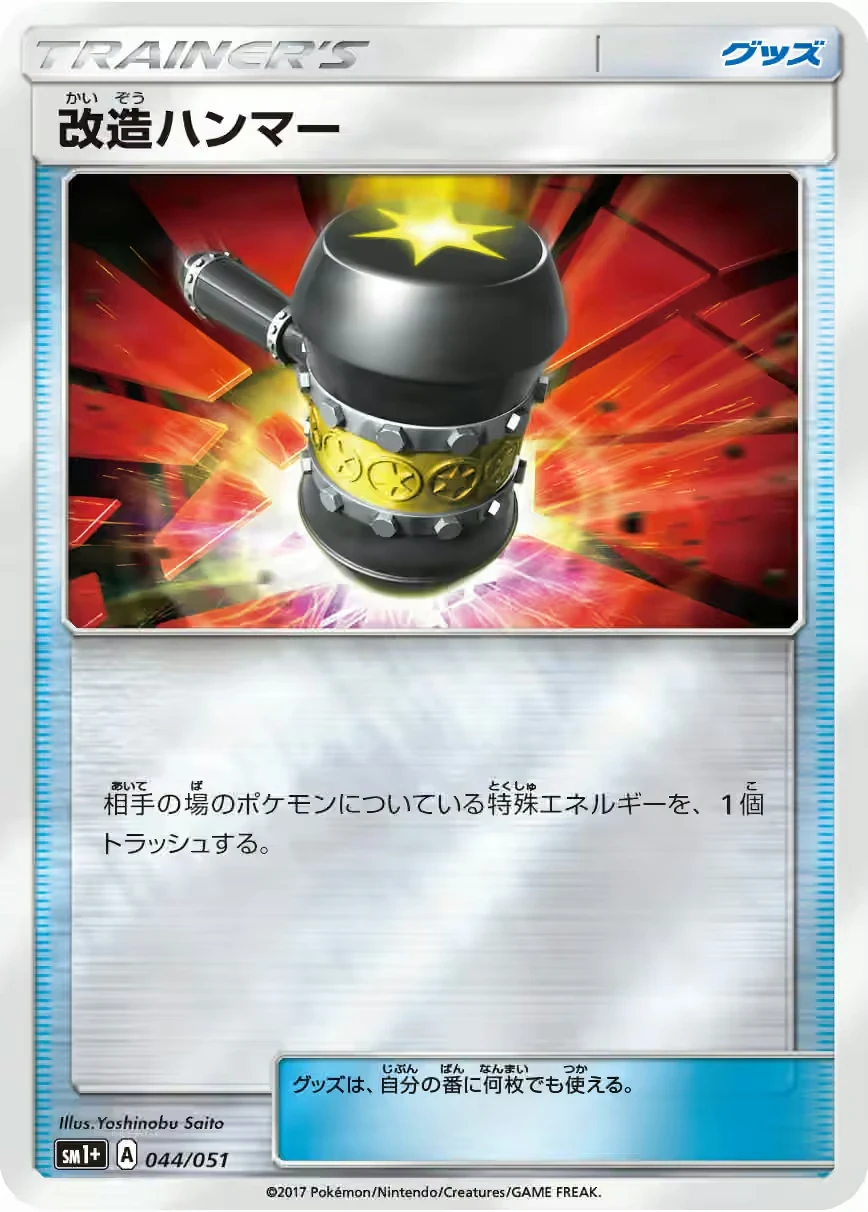 TRAINER'S
グッズ
かい ぞう
改造ハンマー
あいて ば とくしゅ こ
相手の場のポケモンについている特殊エネルギーを、1個
トラッシュする。
じぶん ばん なんまい つか
グッズは、自分の番に何枚でも使える。
Illus.Yoshinobu Saito
SM1+ A 044/051
©2017 Pokémon/Nintendo/Creatures/GAME FREAK.